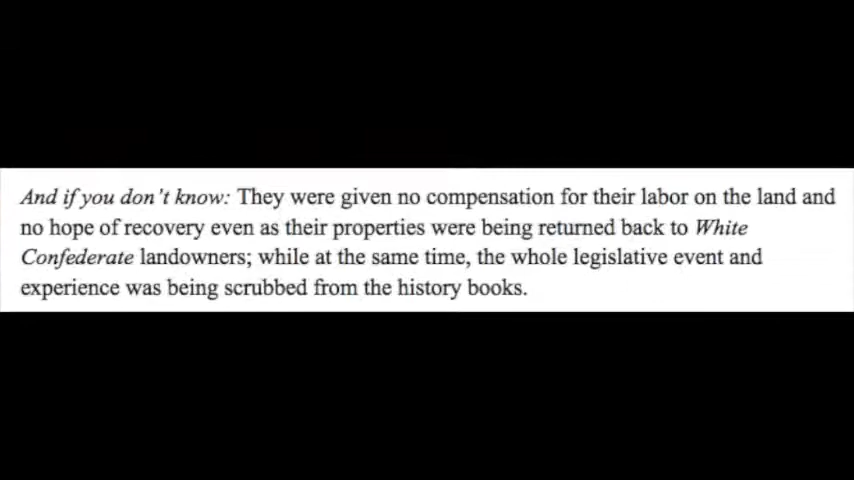 And if you don't know: They were given no compensation for their labor on the land and
no hope of recovery even as their properties were being returned back to White
Confederate landowners; while at the same time, the whole legislative event and
experience was being scrubbed from the history books.